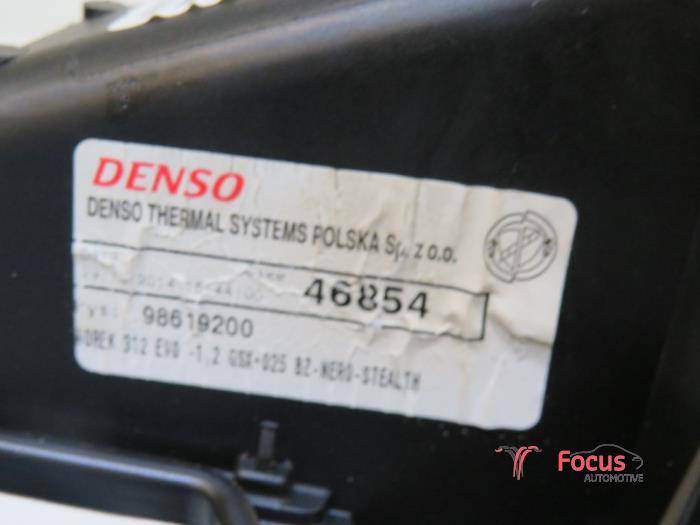 DENSO
DENSO THERMAL SYSTEMS POLSKA Sp. z o.o.
46854
98619200
312 EVO -1,2 GSX+025 BZ-NERO-STEALTH
Focus
AUTOMOTIVE